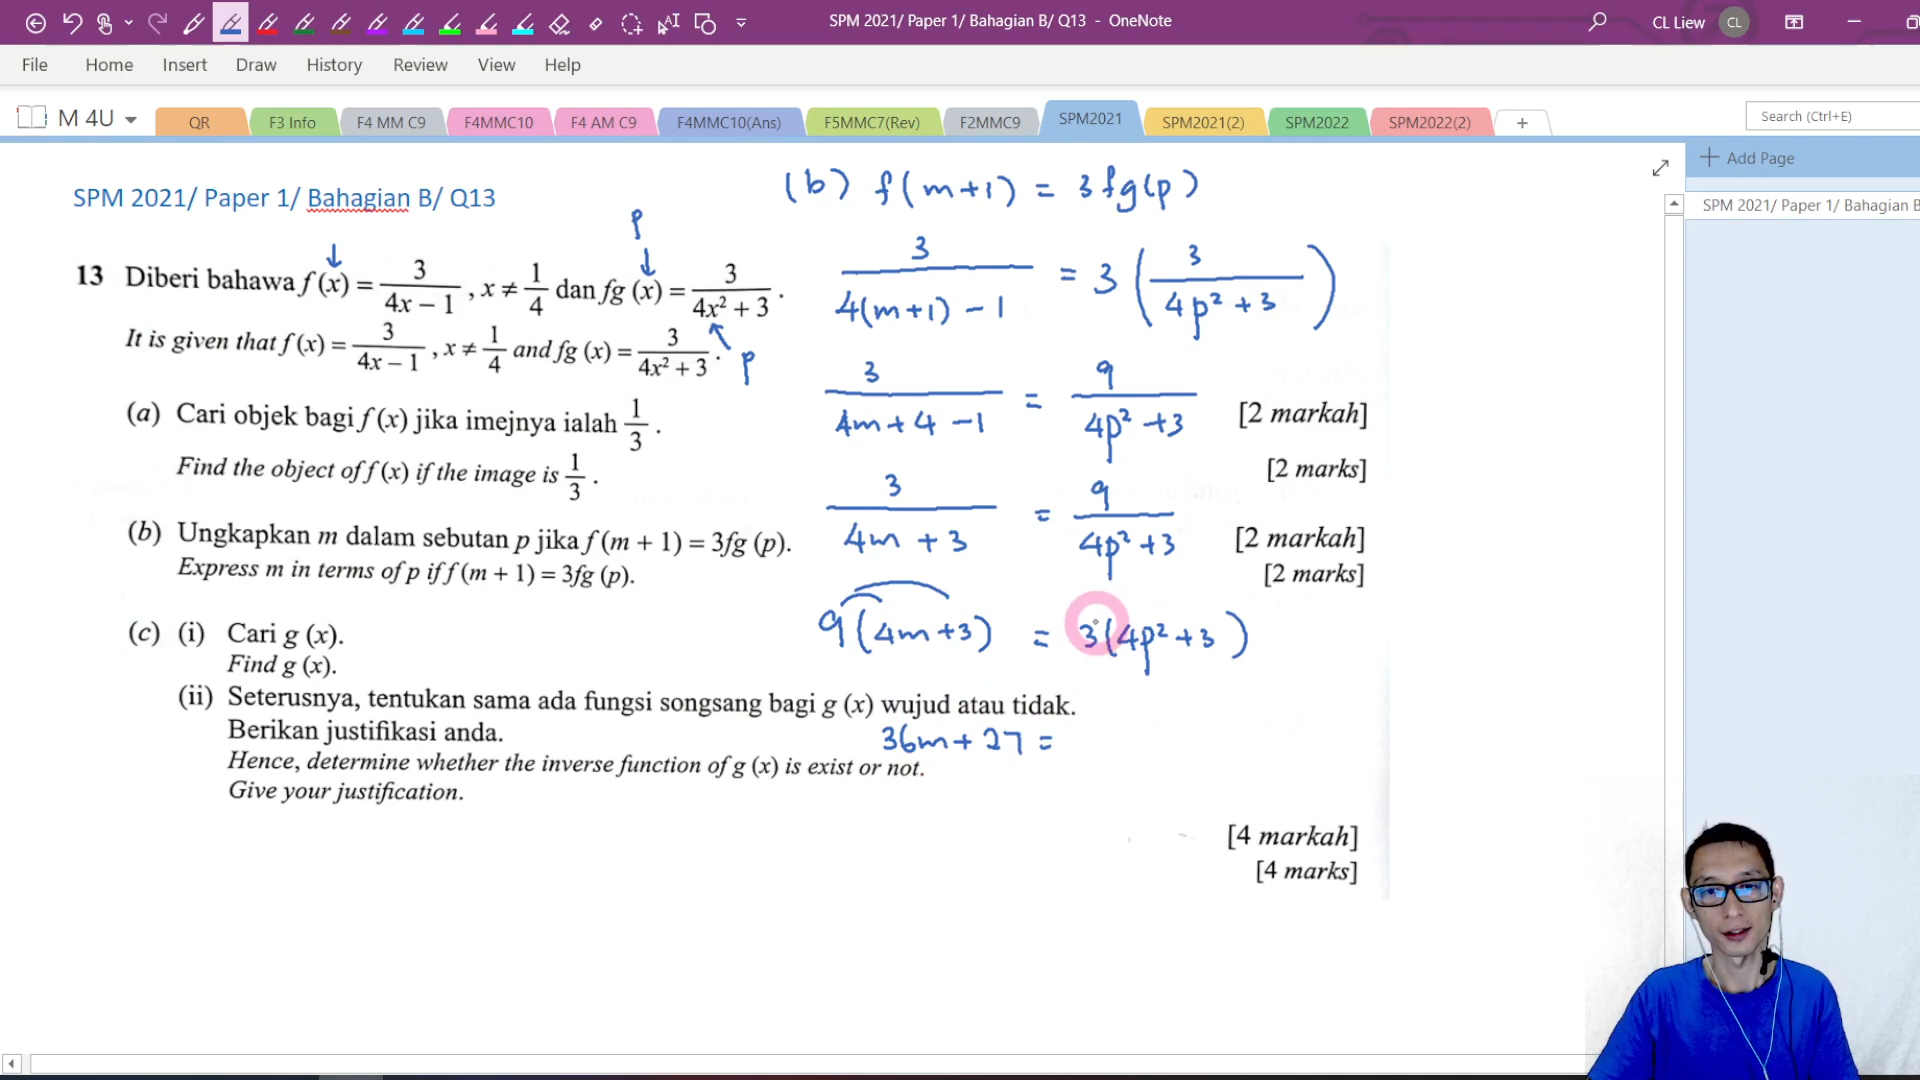 SPM 2021/ Paper 1/ Bahagian B/ Q13 - OneNote
CL Liew CL
File Home Insert Draw History Review View Help
M 4U QR F3 Info F4 MM C9 F4MMC10 F4 AM C9 F4MMC10(Ans) F5MMC7(Rev) F2MMC9 SPM2021 SPM2021(2) SPM2022 SPM2022(2) +
Search (Ctrl+E)
Add Page
SPM 2021/ Paper 1/ Bahagian B
SPM 2021/ Paper 1/ Bahagian B/ Q13
p
13 Diberi bahawa f(x) = 3/(4x − 1), x ≠ 1/4 dan fg (x) = 3/(4x² + 3).
It is given that f(x) = 3/(4x − 1), x ≠ 1/4 and fg (x) = 3/(4x² + 3).
p
(a) Cari objek bagi f(x) jika imejnya ialah 1/3.
[2 markah]
Find the object of f(x) if the image is 1/3.
[2 marks]
(b) Ungkapkan m dalam sebutan p jika f(m + 1) = 3fg (p).
[2 markah]
Express m in terms of p if f(m + 1) = 3fg (p).
[2 marks]
(c) (i) Cari g (x).
Find g (x).
(ii) Seterusnya, tentukan sama ada fungsi songsang bagi g (x) wujud atau tidak.
Berikan justifikasi anda.
Hence, determine whether the inverse function of g (x) is exist or not.
Give your justification.
[4 markah]
[4 marks]
(b) f(m+1) = 3fg(p)
3/(4(m+1) − 1) = 3(3/(4p² + 3))
3/(4m + 4 − 1) = 9/(4p² + 3)
3/(4m + 3) = 9/(4p² + 3)
9(4m + 3) = 3(4p² + 3)
36m + 27 =